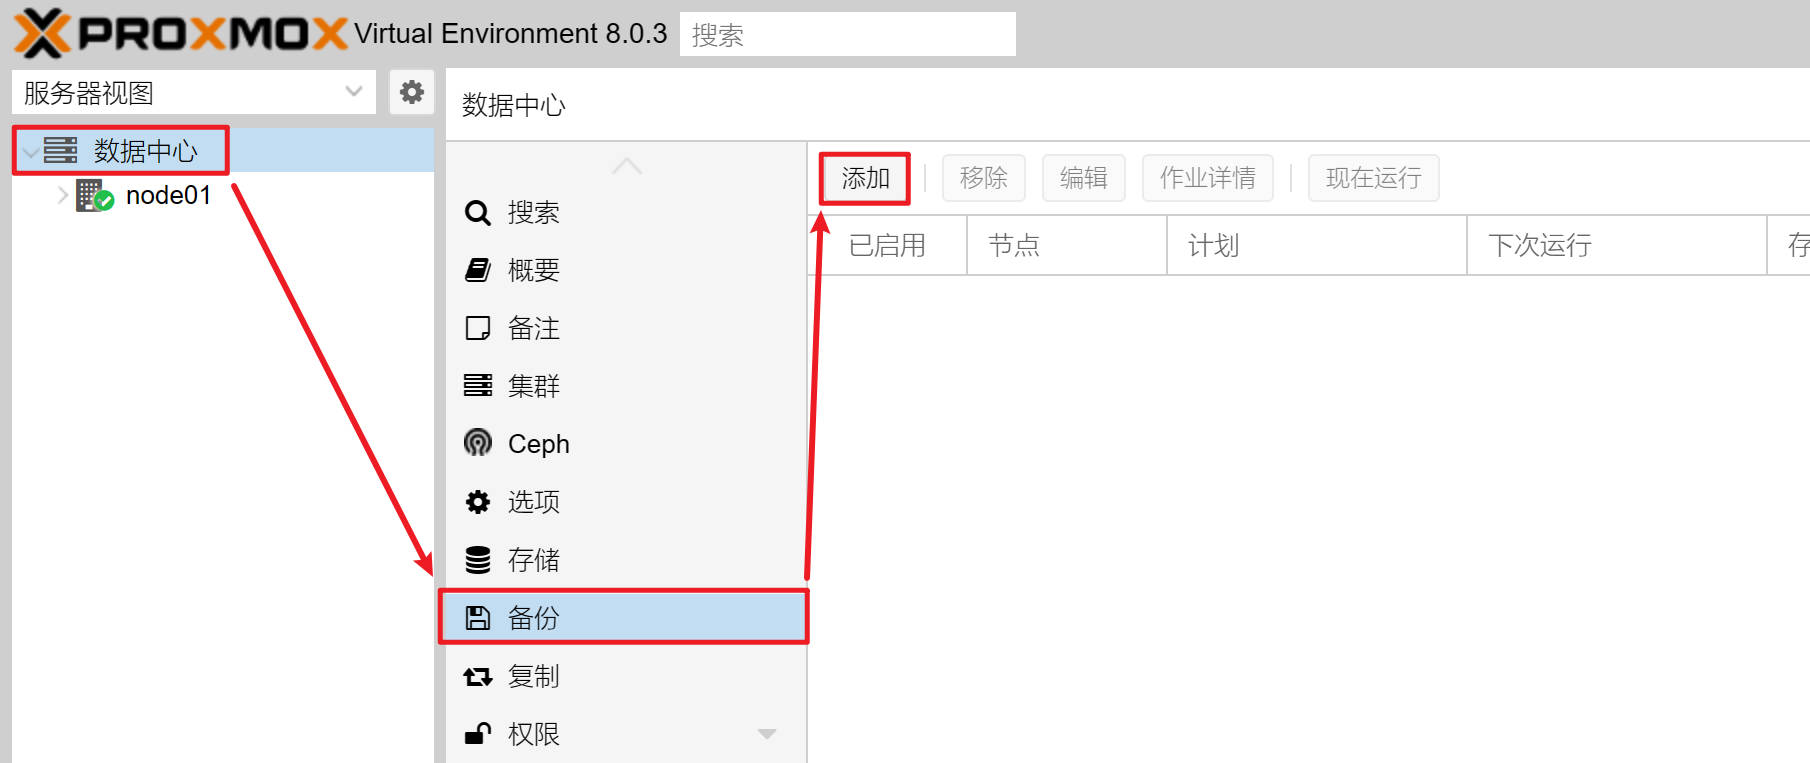 PROXMOX Virtual Environment 8.0.3 搜索
服务器视图
数据中心
node01
数据中心
搜索
概要
备注
集群
Ceph
选项
存储
备份
复制
权限
添加 移除 编辑 作业详情 现在运行
已启用 节点 计划 下次运行 存